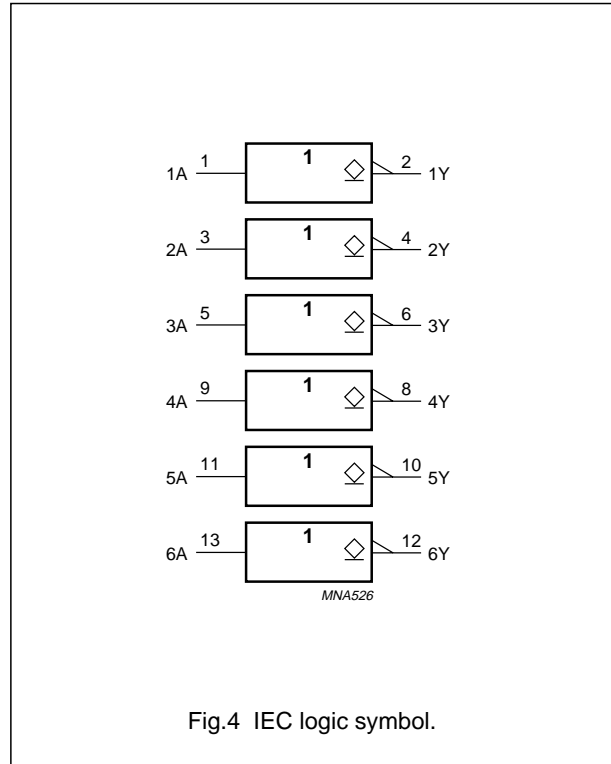 1A 1 1 2 1Y
2A 3 1 4 2Y
3A 5 1 6 3Y
4A 9 1 8 4Y
5A 11 1 10 5Y
6A 13 1 12 6Y
MNA526
Fig.4 IEC logic symbol.